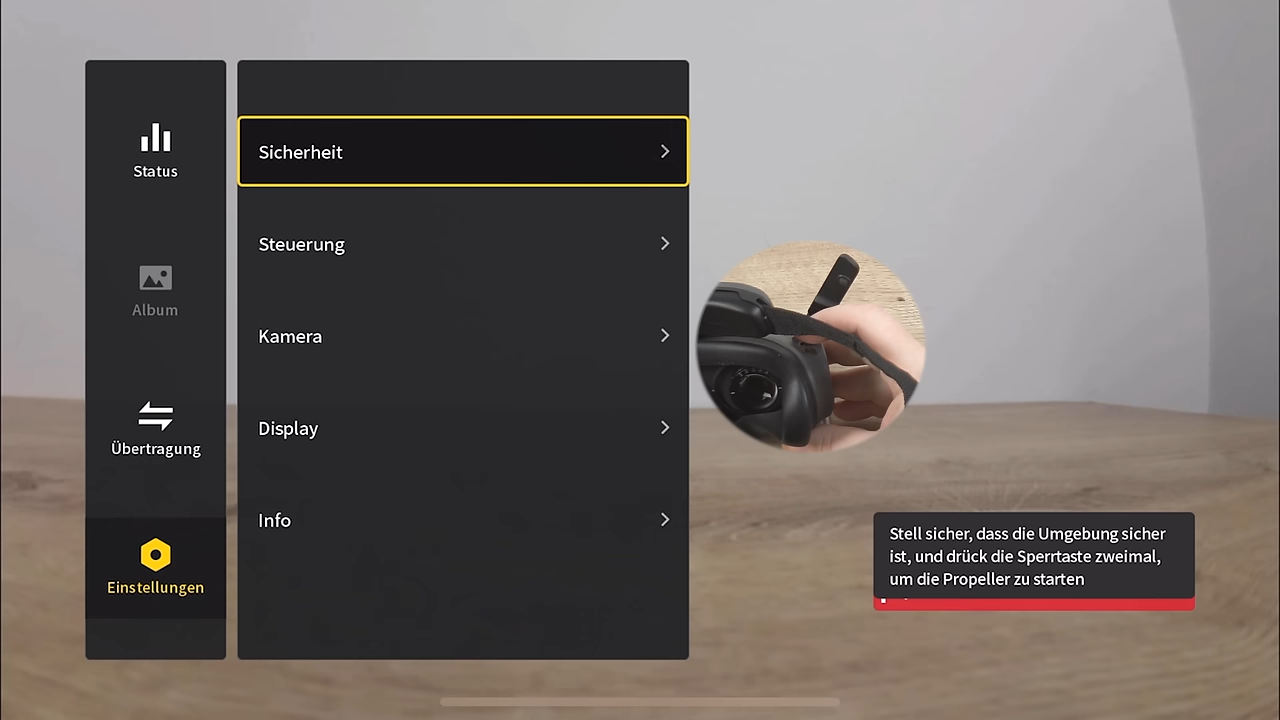 Status
Album
Übertragung
Einstellungen
Sicherheit
Steuerung
Kamera
Display
Info
Stell sicher, dass die Umgebung sicher
ist, und drück die Sperrtaste zweimal,
um die Propeller zu starten